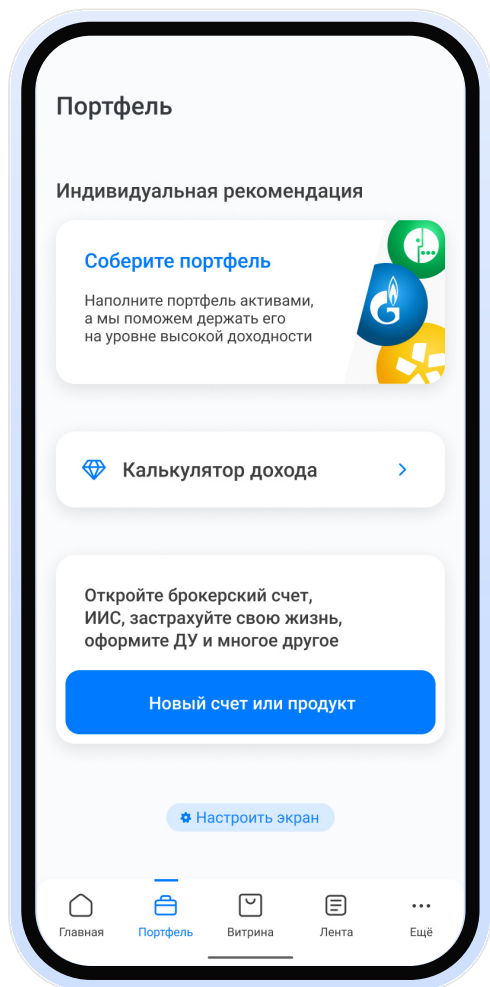 Портфель
Индивидуальная рекомендация
Соберите портфель
Наполните портфель активами,
а мы поможем держать его
на уровне высокой доходности
Калькулятор дохода
Откройте брокерский счет,
ИИС, застрахуйте свою жизнь,
оформите ДУ и многое другое
Новый счет или продукт
Настроить экран
Главная Портфель Витрина Лента Ещё